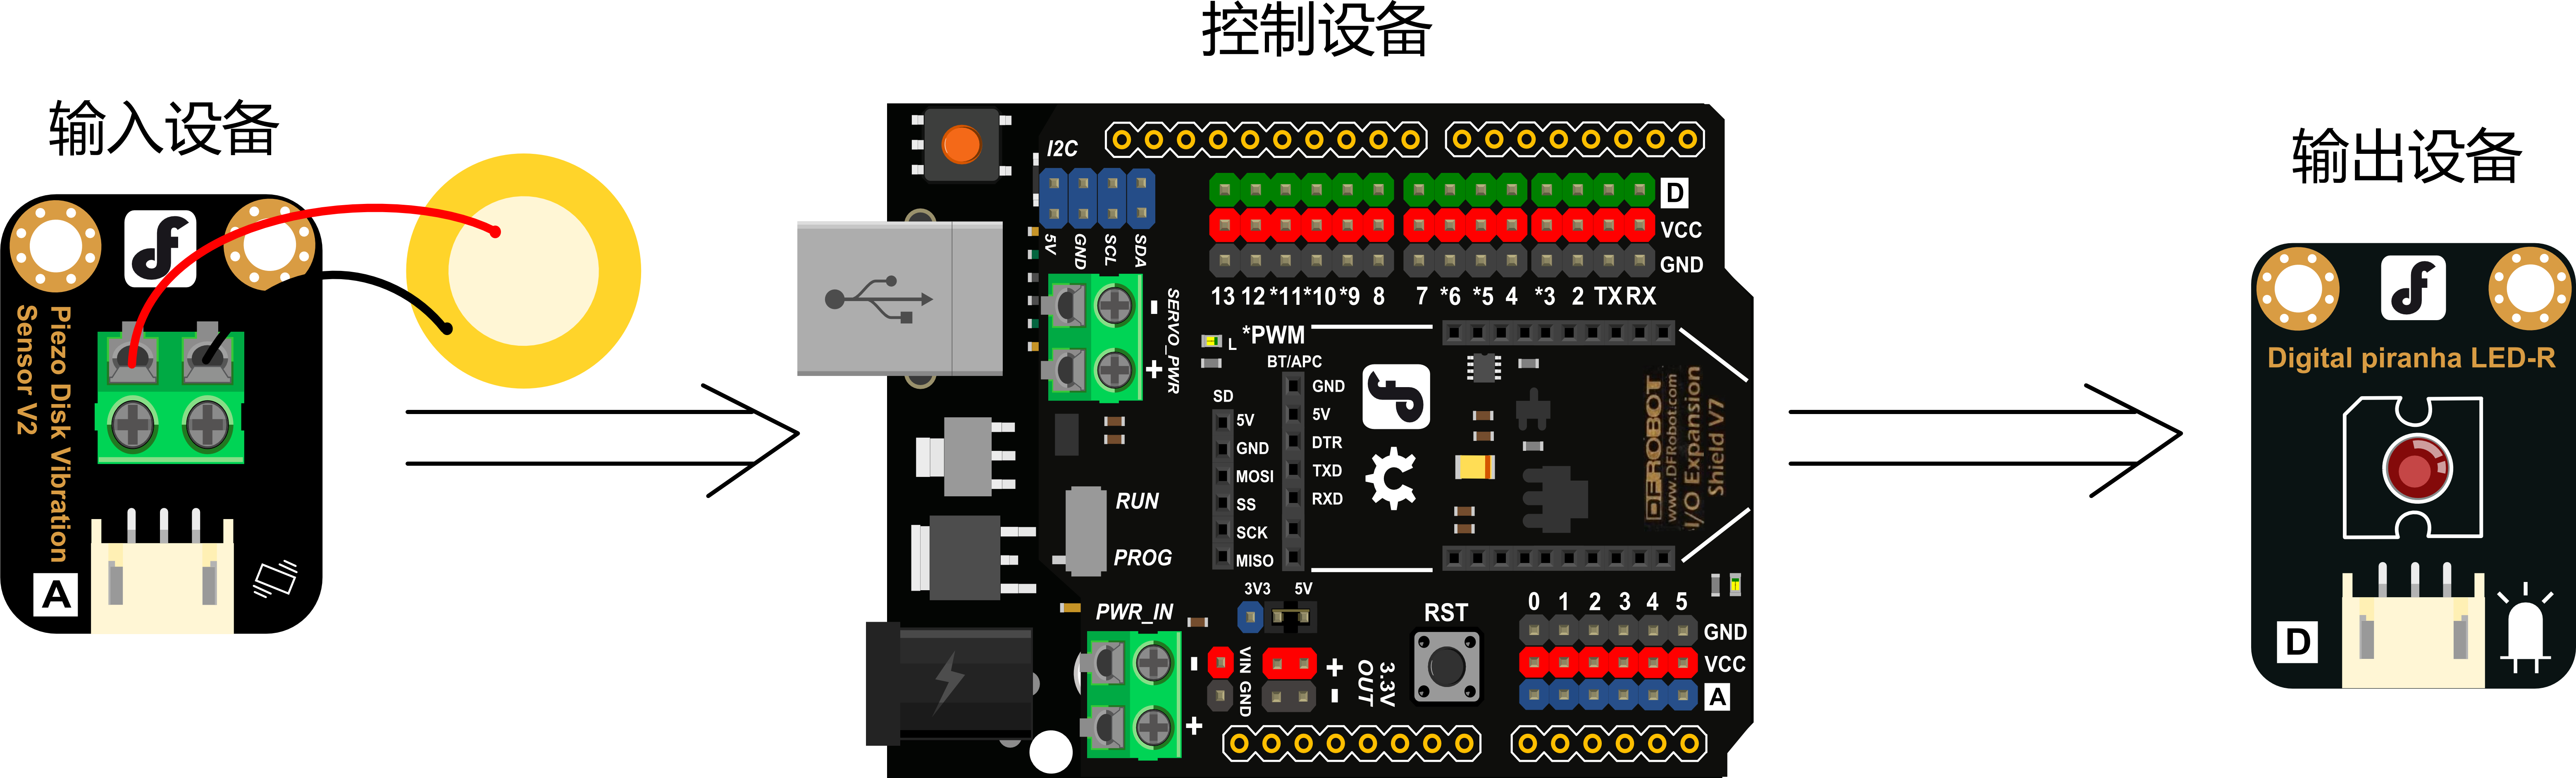 控制设备
输入设备
输出设备
Piezo Disk Vibration
Sensor V2
A
I2C
5V
GND
SCL
SDA
D
VCC
GND
13 12 *11 *10 *9 8 7 *6 *5 4 *3 2 TX RX
SERVO_PWR
-
+
L
*PWM
BT/APC
GND
5V
DTR
TXD
RXD
SD
5V
GND
MOSI
SS
SCK
MISO
DFROBOT
www.DFRobot.com
I/O Expansion
Shield V7
RUN
PROG
3V3 5V
PWR_IN
-
+
VIN
GND
+
-
3.3V
OUT
RST
0 1 2 3 4 5
GND
VCC
A
Digital piranha LED-R
D